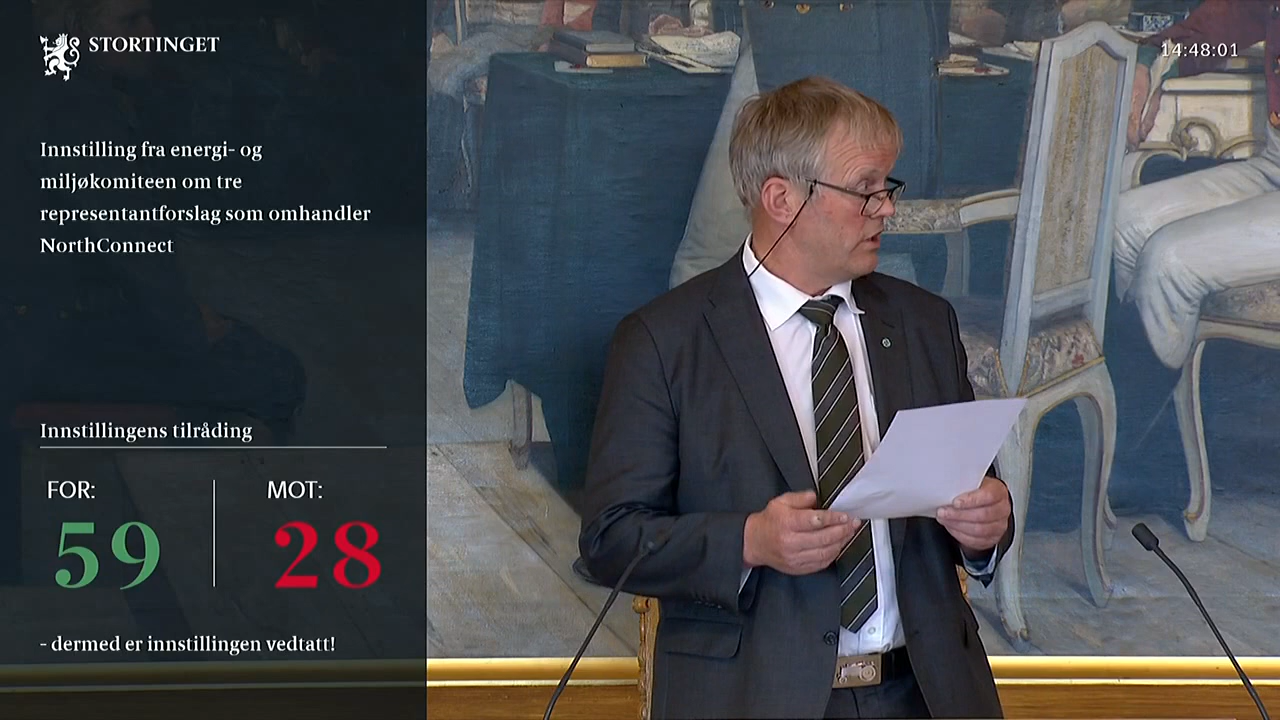 STORTINGET
14:48:01
Innstilling fra energi- og
miljøkomiteen om tre
representantforslag som omhandler
NorthConnect
Innstillingens tilråding
FOR: MOT:
59 28
- dermed er innstillingen vedtatt!